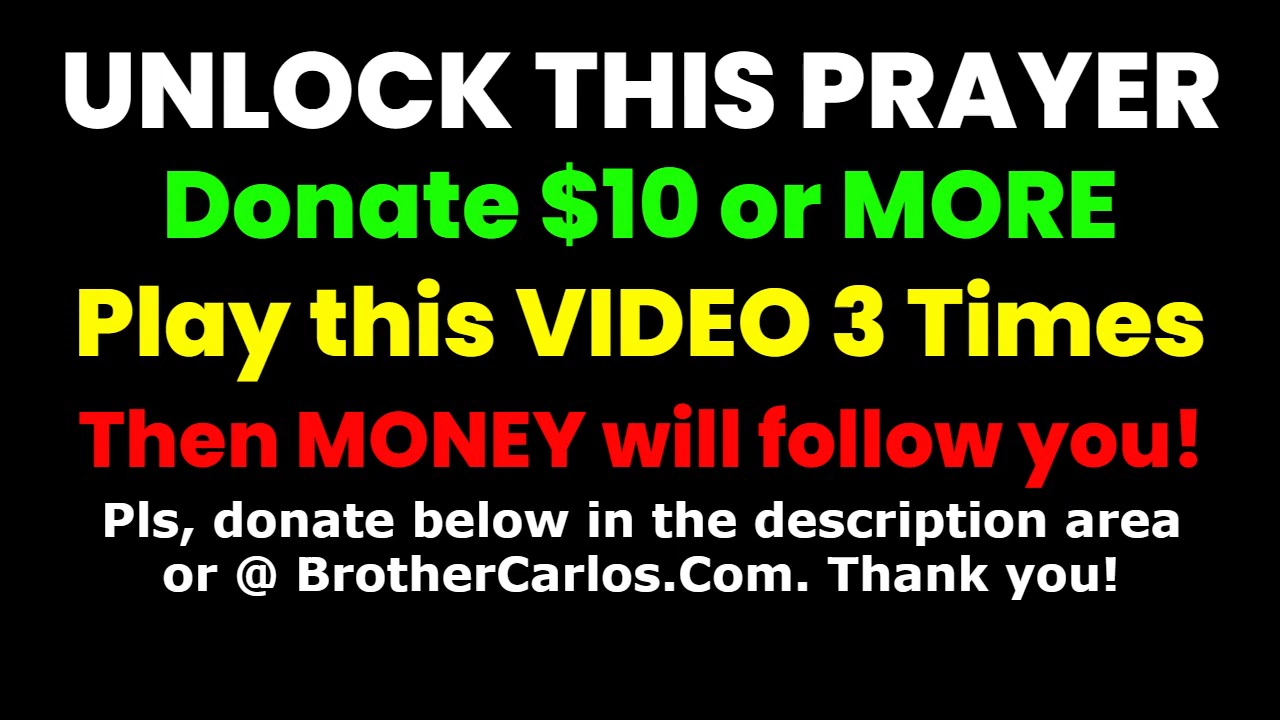 UNLOCK THIS PRAYER
Donate $10 or MORE
Play this VIDEO 3 Times
Then MONEY will follow you!
Pls, donate below in the description area
or @ BrotherCarlos.Com. Thank you!